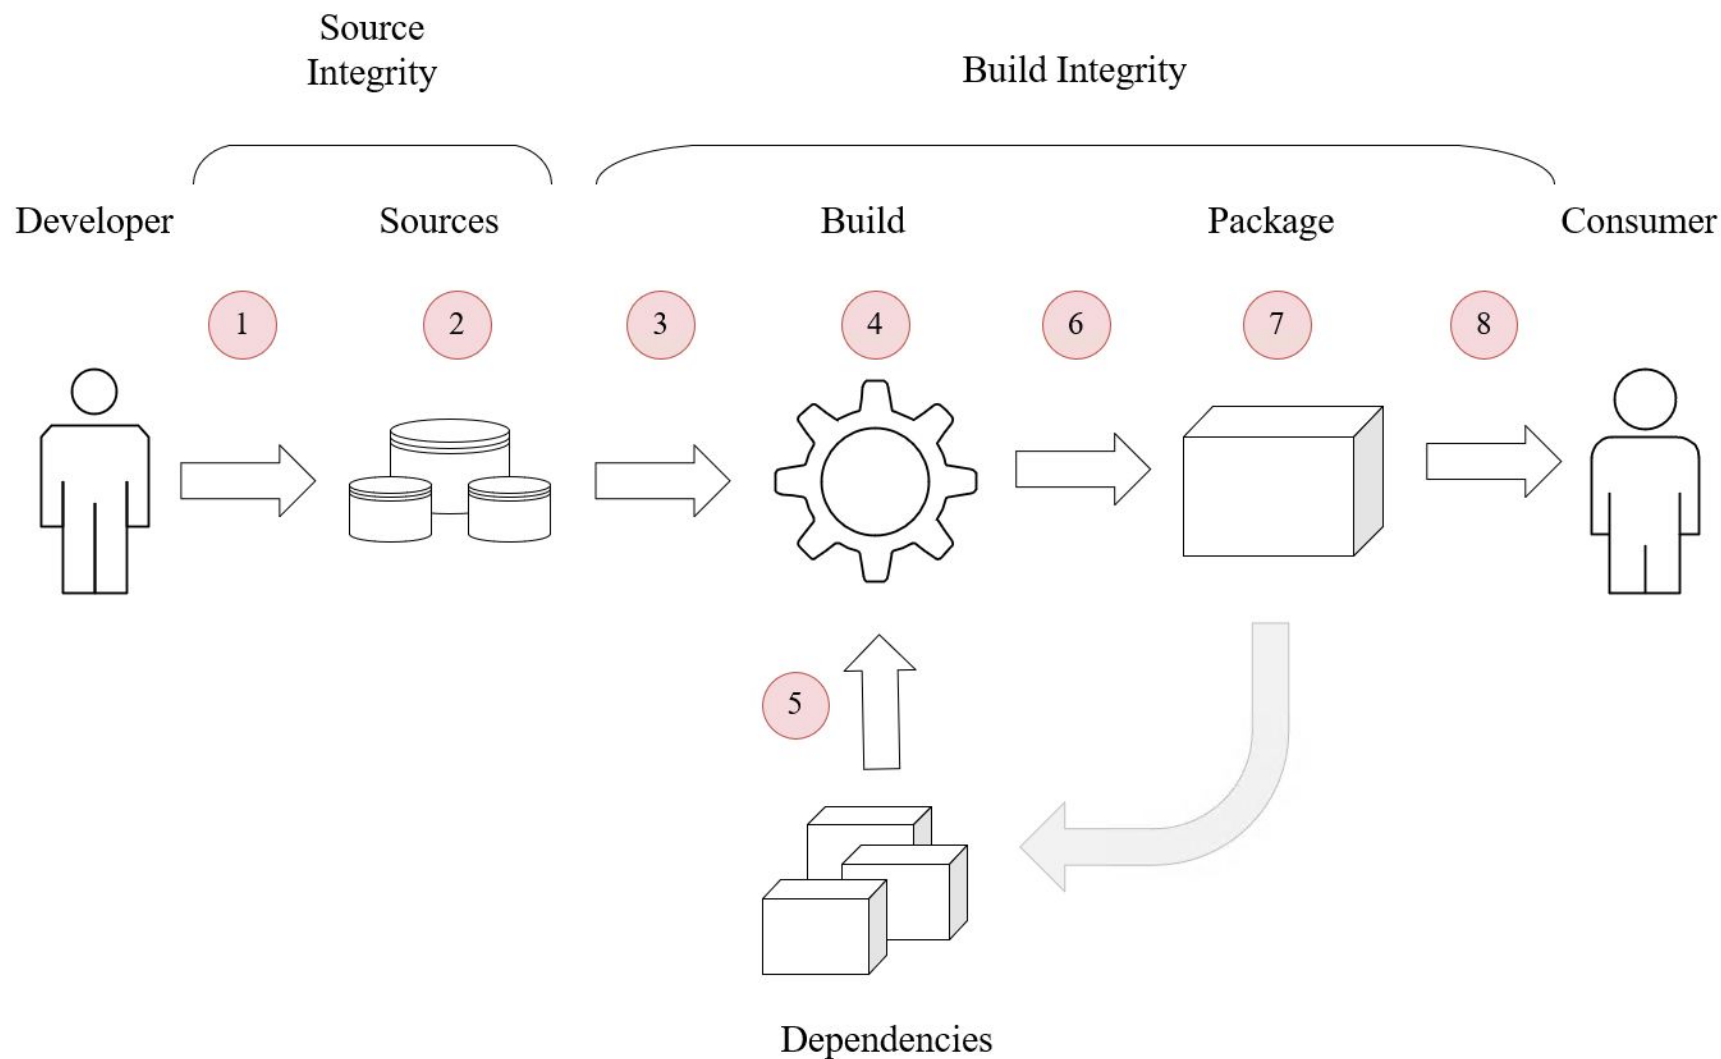 Source
Integrity
Build Integrity
Developer
Sources
Build
Package
Consumer
1
2
3
4
6
7
8
5
Dependencies